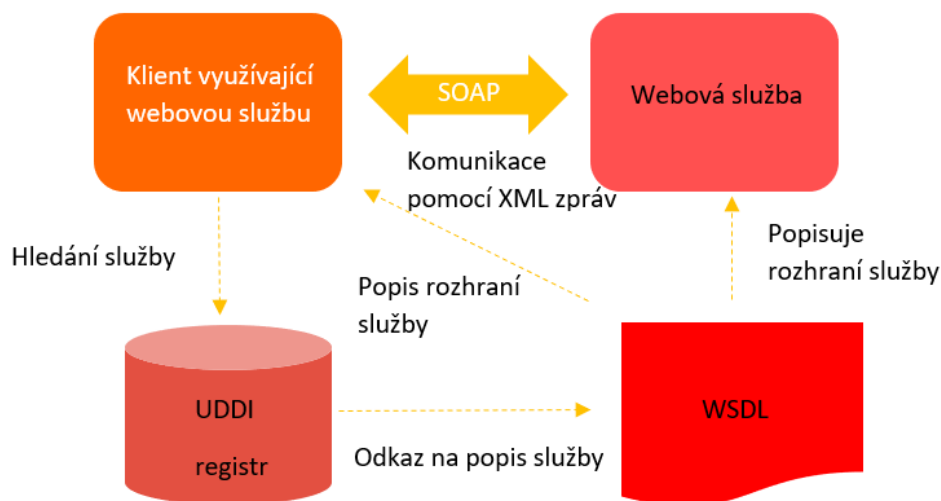 Klient využívající
webovou službu
SOAP
Webová služba
Komunikace
pomocí XML zpráv
Hledání služby
Popis rozhraní
služby
Popisuje
rozhraní služby
UDDI
registr
Odkaz na popis služby
WSDL